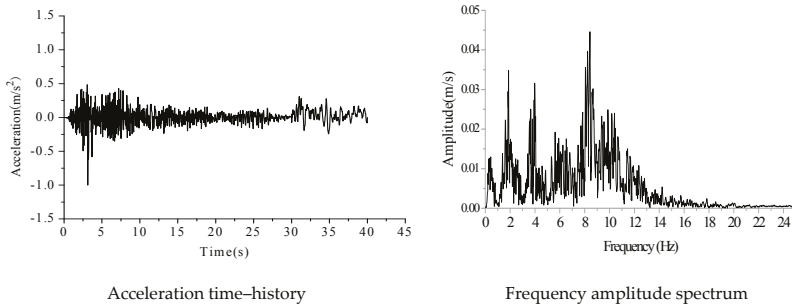 1.5
1.0
0.5
0.0
-0.5
-1.0
-1.5
Acceleration(m/s²)
0 5 10 15 20 25 30 35 40 45
Time(s)
Acceleration time–history
0.05
0.04
0.03
0.02
0.01
0.00
Amplitude(m/s)
0 2 4 6 8 10 12 14 16 18 20 22 24
Frequency(Hz)
Frequency amplitude spectrum